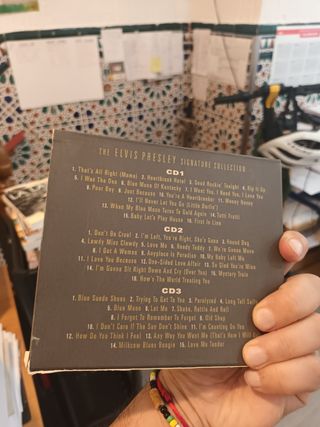 THE ELVIS PRESLEY SIGNATURE COLLECTION
CD1
1. That's All Right (Mama) 2. Heartbreak Hotel 3. Good Rockin' Tonight 4. Rip It Up
5. I Was The One 6. Blue Moon Of Kentucky 7. I Want You, I Need You, I Love You
8. Poor Boy 9. Just Because 10. You're A Heartbreaker 11. Money Honey
12. I'll Never Let You Go (Little Darlin')
13. When My Blue Moon Turns To Gold Again 14. Tutti Frutti
15. Baby Let's Play House 16. First In Line
CD2
1. Don't Be Cruel 2. I'm Left, You're Right, She's Gone 3. Hound Dog
4. Lawdy Miss Clawdy 5. Love Me 6. Ready Teddy 7. We're Gonna Move
8. I Got A Woman 9. Anyplace Is Paradise 10. My Baby Left Me
11. I Love You Because 12. One-Sided Love Affair 13. So Glad You're Mine
14. I'm Gonna Sit Right Down And Cry (Over You) 15. Mystery Train
16. How's The World Treating You
CD3
1. Blue Suede Shoes 2. Trying To Get To You 3. Paralyzed 4. Long Tall Sally
5. Blue Moon 6. Let Me 7. Shake, Rattle And Roll
8. I Forgot To Remember To Forget 9. Old Shep
10. I Don't Care If The Sun Don't Shine 11. I'm Counting On You
12. How Do You Think I Feel 13. Any Way You Want Me (That's How I Will
14. Milkcow Blues Boogie 15. Love Me Tender